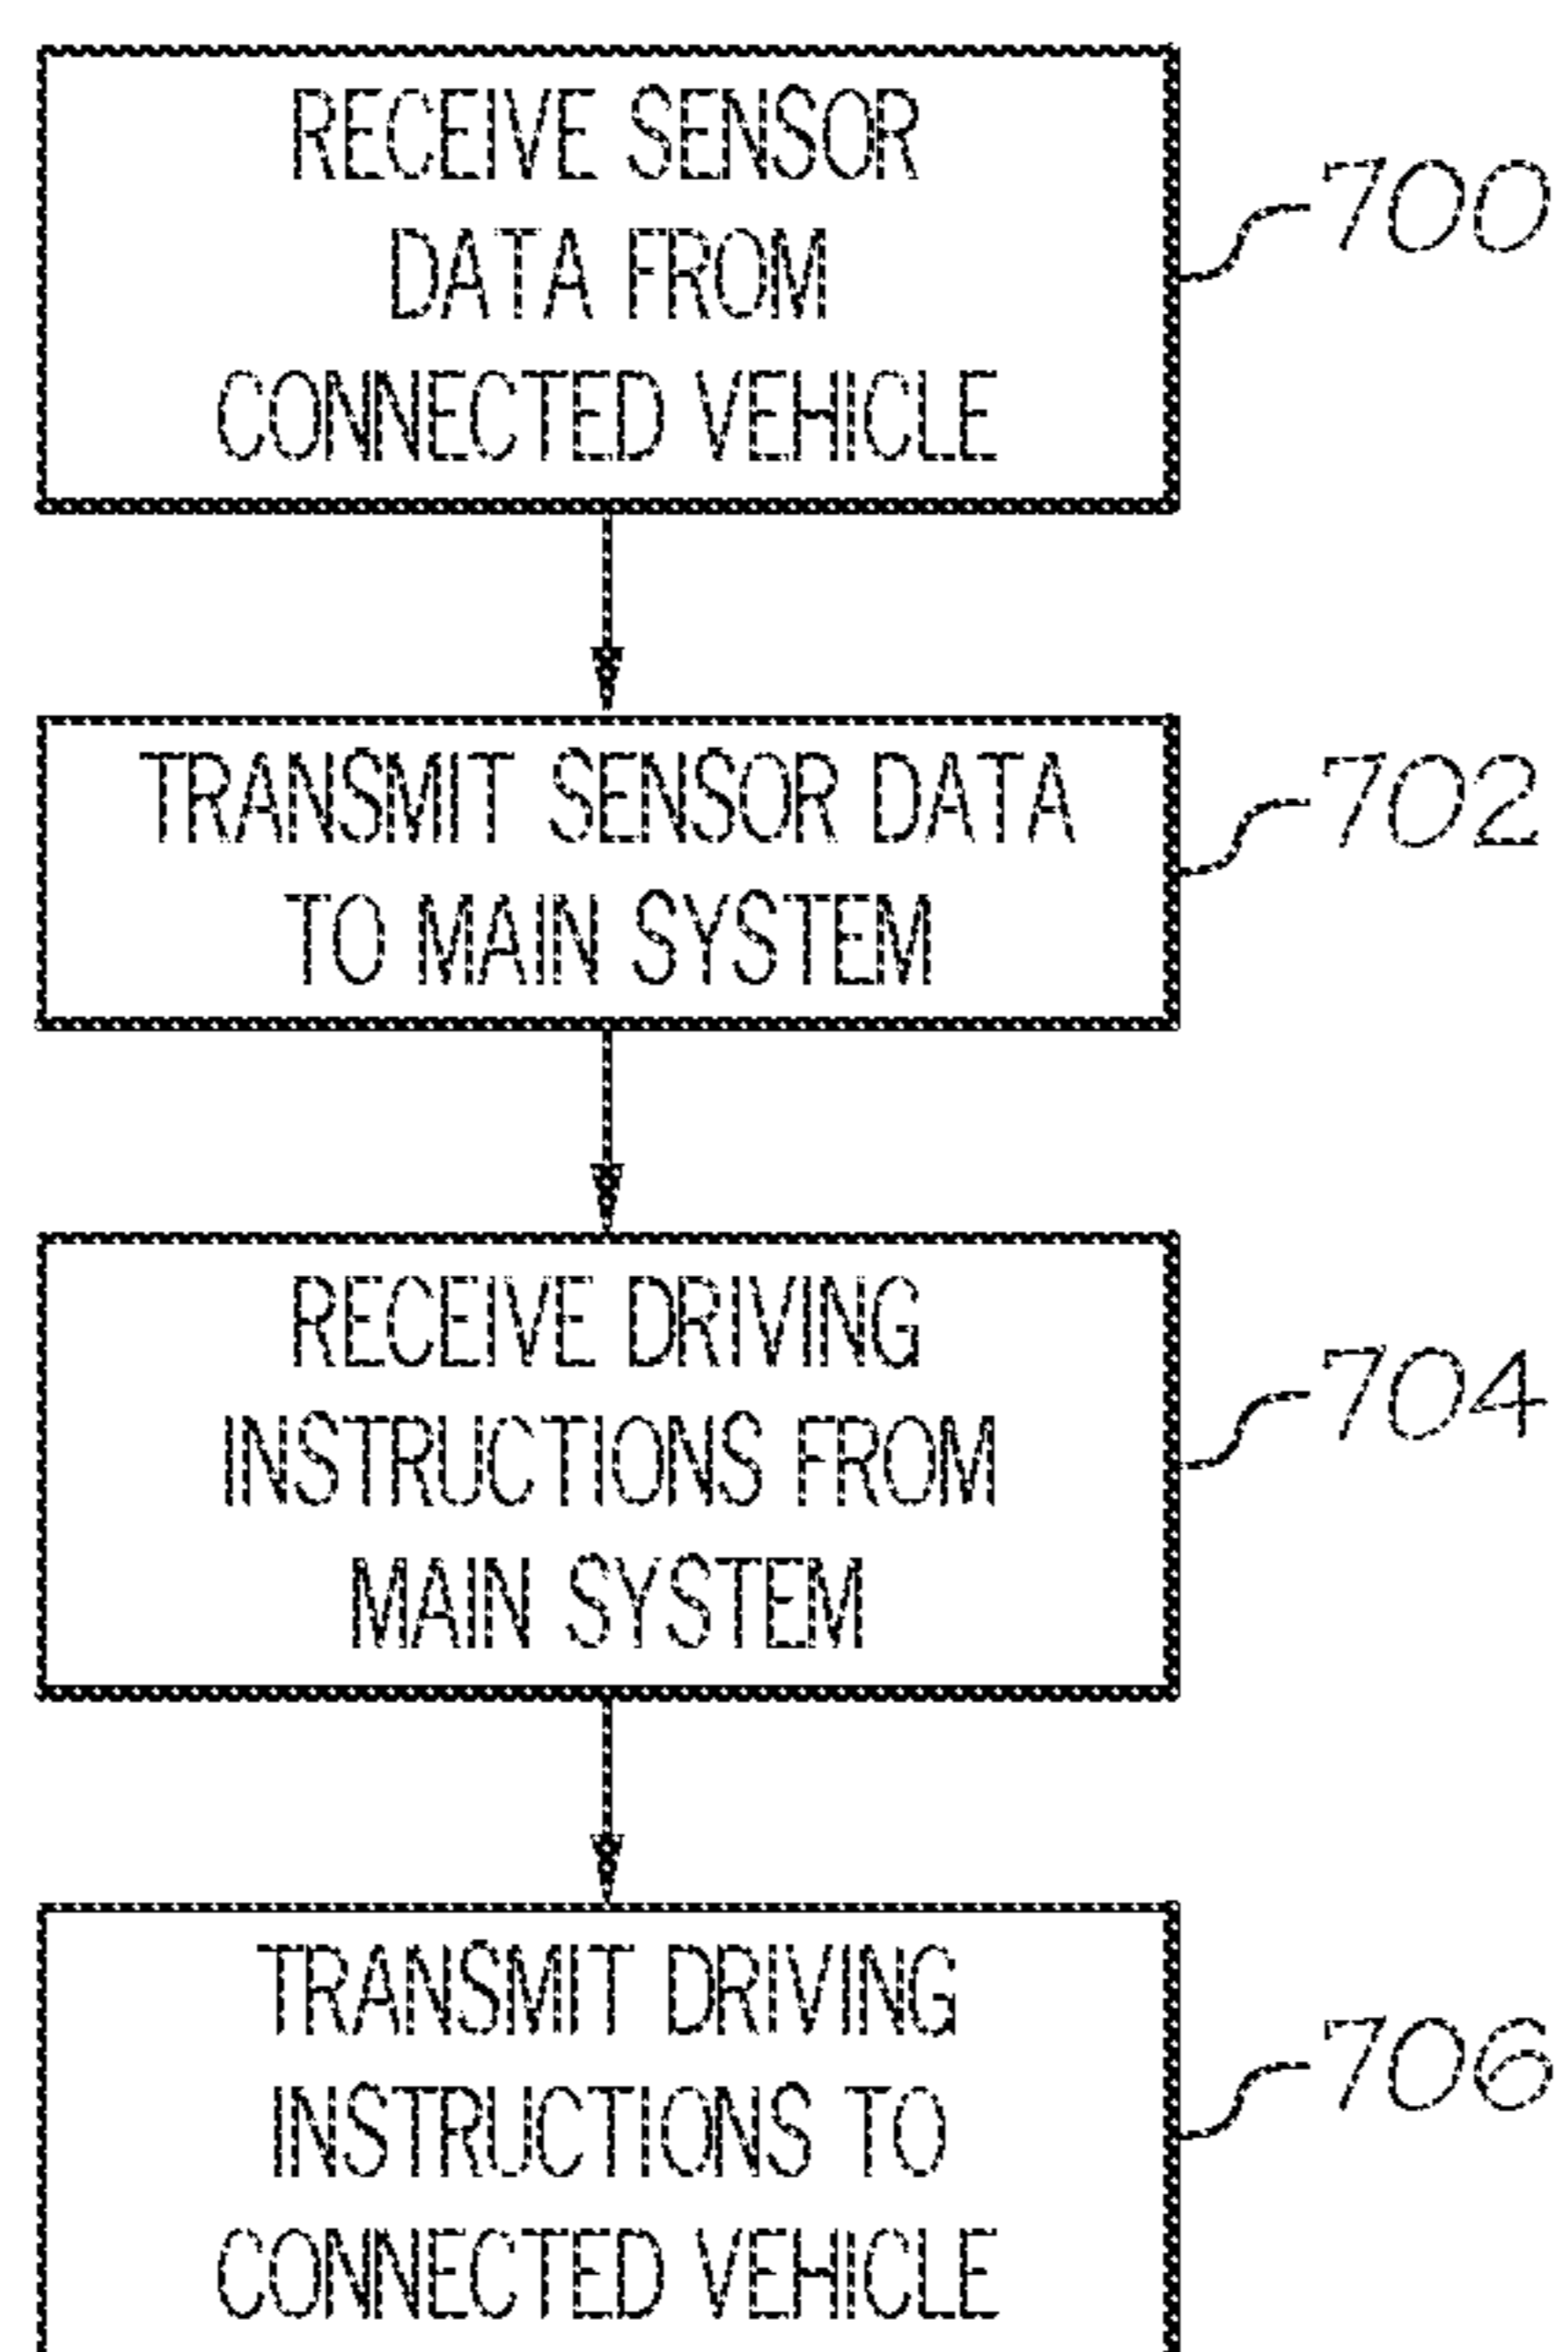 RECEIVE SENSOR
DATA FROM
CONNECTED VEHICLE
700
TRANSMIT SENSOR DATA
TO MAIN SYSTEM
702
RECEIVE DRIVING
INSTRUCTIONS FROM
MAIN SYSTEM
704
TRANSMIT DRIVING
INSTRUCTIONS TO
CONNECTED VEHICLE
706